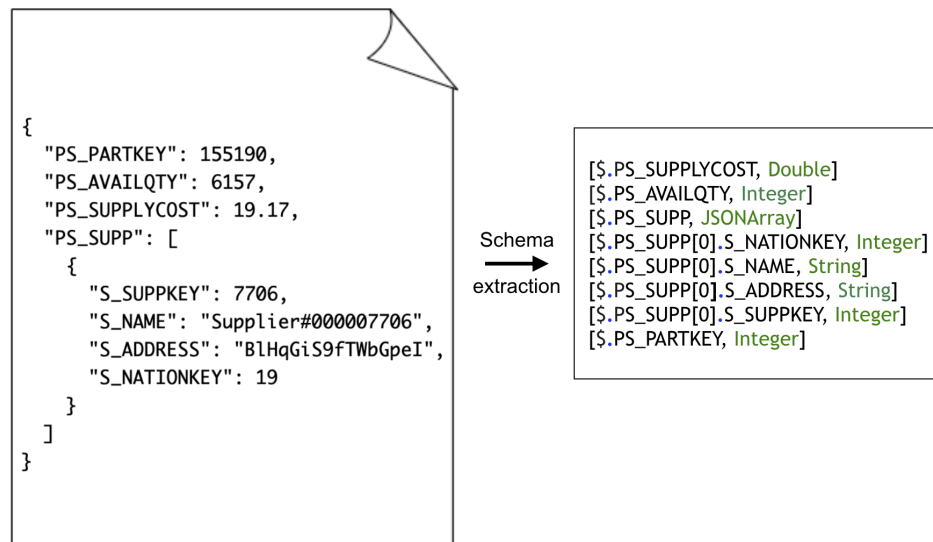 {
"PS_PARTKEY": 155190,
"PS_AVAILQTY": 6157,
"PS_SUPPLYCOST": 19.17,
"PS_SUPP": [
{
"S_SUPPKEY": 7706,
"S_NAME": "Supplier#000007706",
"S_ADDRESS": "BlHqGiS9fTWbGpeI",
"S_NATIONKEY": 19
}
]
}
Schema
extraction
[$.PS_SUPPLYCOST, Double]
[$.PS_AVAILQTY, Integer]
[$.PS_SUPP, JSONArray]
[$.PS_SUPP[0].S_NATIONKEY, Integer]
[$.PS_SUPP[0].S_NAME, String]
[$.PS_SUPP[0].S_ADDRESS, String]
[$.PS_SUPP[0].S_SUPPKEY, Integer]
[$.PS_PARTKEY, Integer]